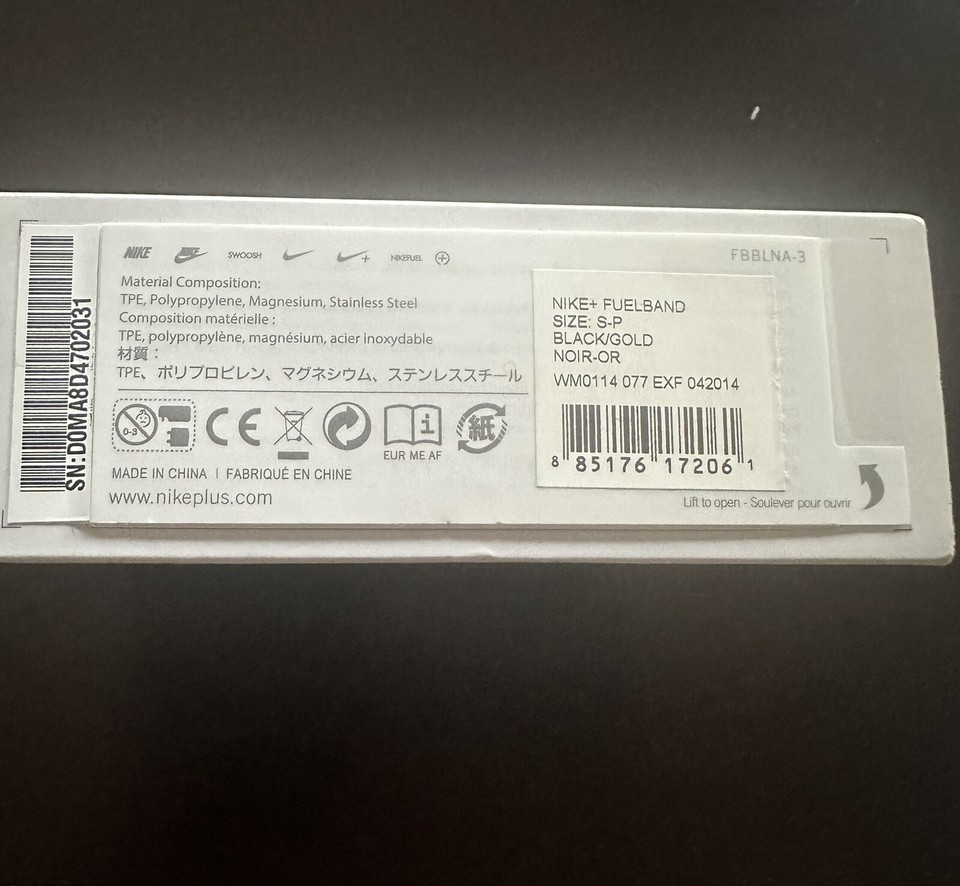 SN:D0MA8D4702031
NIKE NIKE SWOOSH + NIKEFUEL +
FBBLNA-3
Material Composition:
TPE, Polypropylene, Magnesium, Stainless Steel
Composition matérielle :
TPE, polypropylène, magnésium, acier Inoxydable
材質：
TPE、ポリプロピレン、マグネシウム、ステンレススチール
0-3 CE i 紙
EUR ME AF
MADE IN CHINA | FABRIQUÉ EN CHINE
www.nikeplus.com
NIKE+ FUELBAND
SIZE: S-P
BLACK/GOLD
NOIR-OR
WM0114 077 EXF 042014
8 85176 17206 1
Lift to open - Soulever pour ouvrir